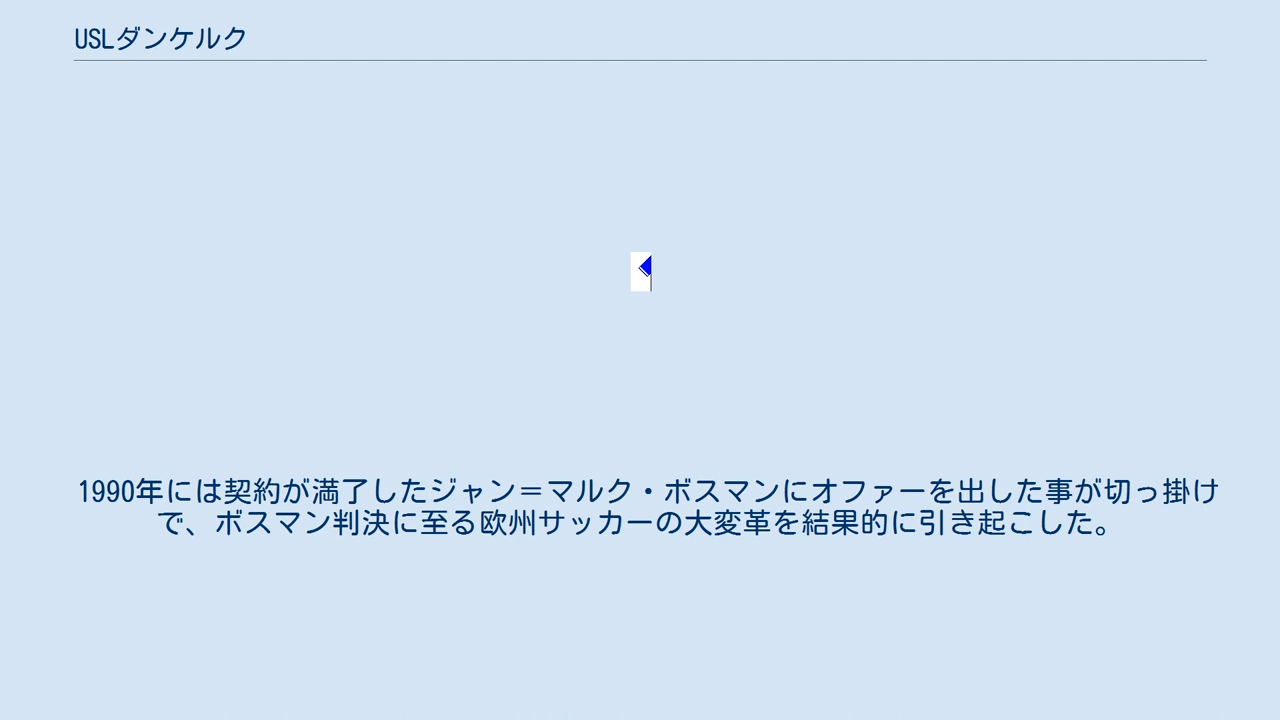 USLダンケルク
1990年には契約が満了したジャン＝マルク・ボスマンにオファーを出した事が切っ掛け
で、ボスマン判決に至る欧州サッカーの大変革を結果的に引き起こした。